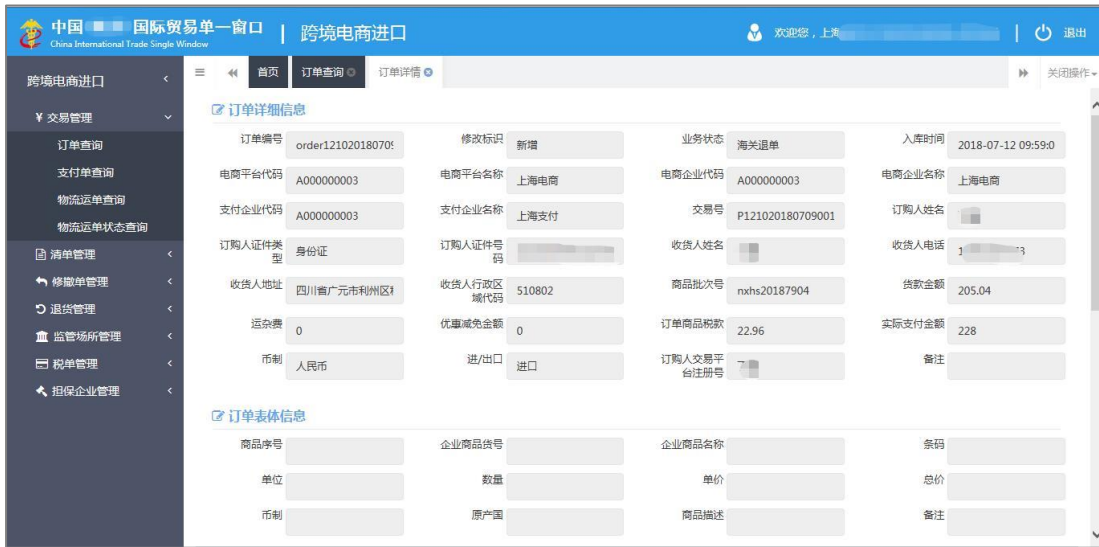 中国 国际贸易单一窗口 | 跨境电商进口
China International Trade Single Window
欢迎您，上海
退出
跨境电商进口
首页 订单查询 订单详情 关闭操作
交易管理
订单查询
支付单查询
物流运单查询
物流运单状态查询
清单管理
修撤单管理
退货管理
监管场所管理
税单管理
担保企业管理
订单详细信息
订单编号 order121020180709 修改标识 新增 业务状态 海关退单 入库时间 2018-07-12 09:59:0
电商平台代码 A000000003 电商平台名称 上海电商 电商企业代码 A000000003 电商企业名称 上海电商
支付企业代码 A000000003 支付企业名称 上海支付 交易号 P121020180709001 订购人姓名
订购人证件类型 身份证 订购人证件号码 收货人姓名 收货人电话 1
收货人地址 四川省广元市利州区 收货人行政区域代码 510802 商品批次号 nxhs20187904 货款金额 205.04
运杂费 0 优惠减免金额 0 订单商品税款 22.96 实际支付金额 228
币制 人民币 进/出口 进口 订购人交易平台注册号 备注
订单表体信息
商品序号 企业商品货号 企业商品名称 条码
单位 数量 单价 总价
币制 原产国 商品描述 备注